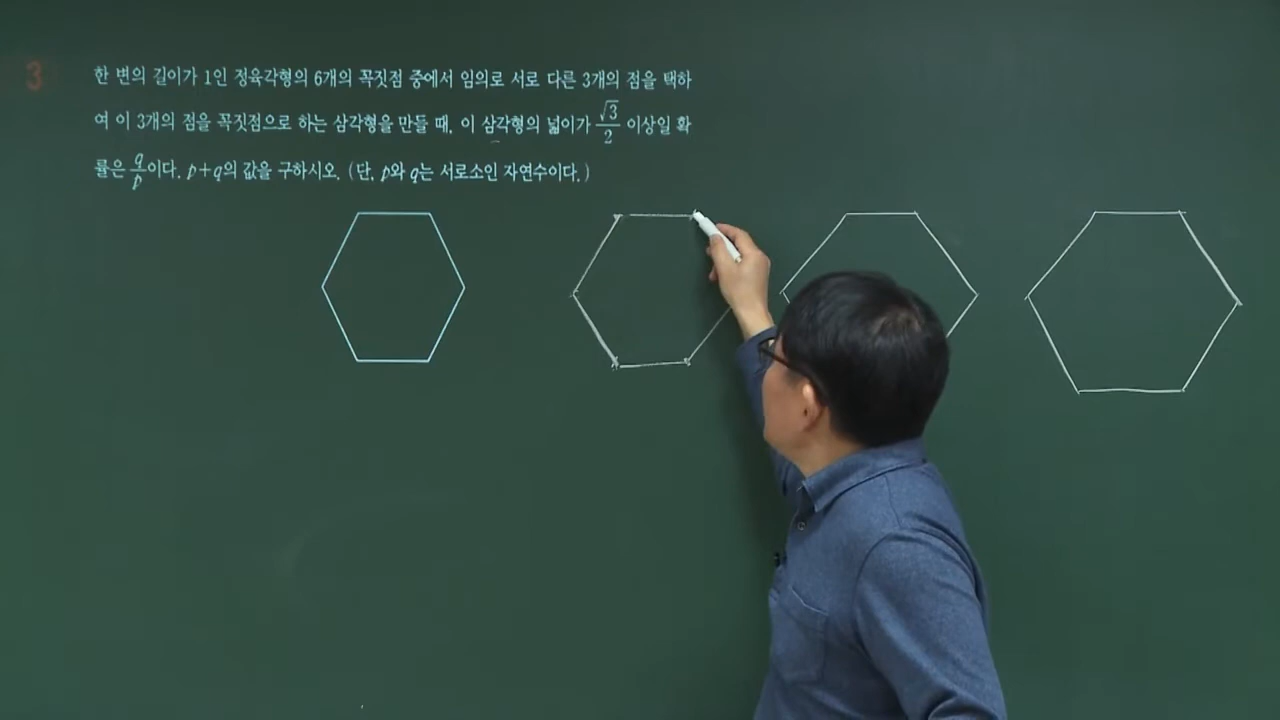 3
한 변의 길이가 1인 정육각형의 6개의 꼭짓점 중에서 임의로 서로 다른 3개의 점을 택하
여 이 3개의 점을 꼭짓점으로 하는 삼각형을 만들 때, 이 삼각형의 넓이가 √3/2 이상일 확
률은 q/p이다. p+q의 값을 구하시오. (단, p와 q는 서로소인 자연수이다.)